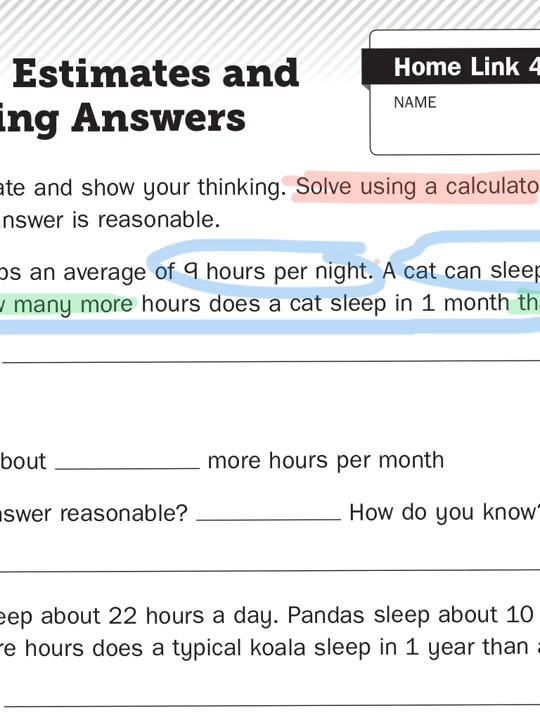 Estimates and
ing Answers
Home Link 4
NAME
ate and show your thinking. Solve using a calculato
answer is reasonable.
ps an average of 9 hours per night. A cat can sleep
w many more hours does a cat sleep in 1 month th
bout ____ more hours per month
nswer reasonable? ____ How do you know?
eep about 22 hours a day. Pandas sleep about 10
re hours does a typical koala sleep in 1 year than a